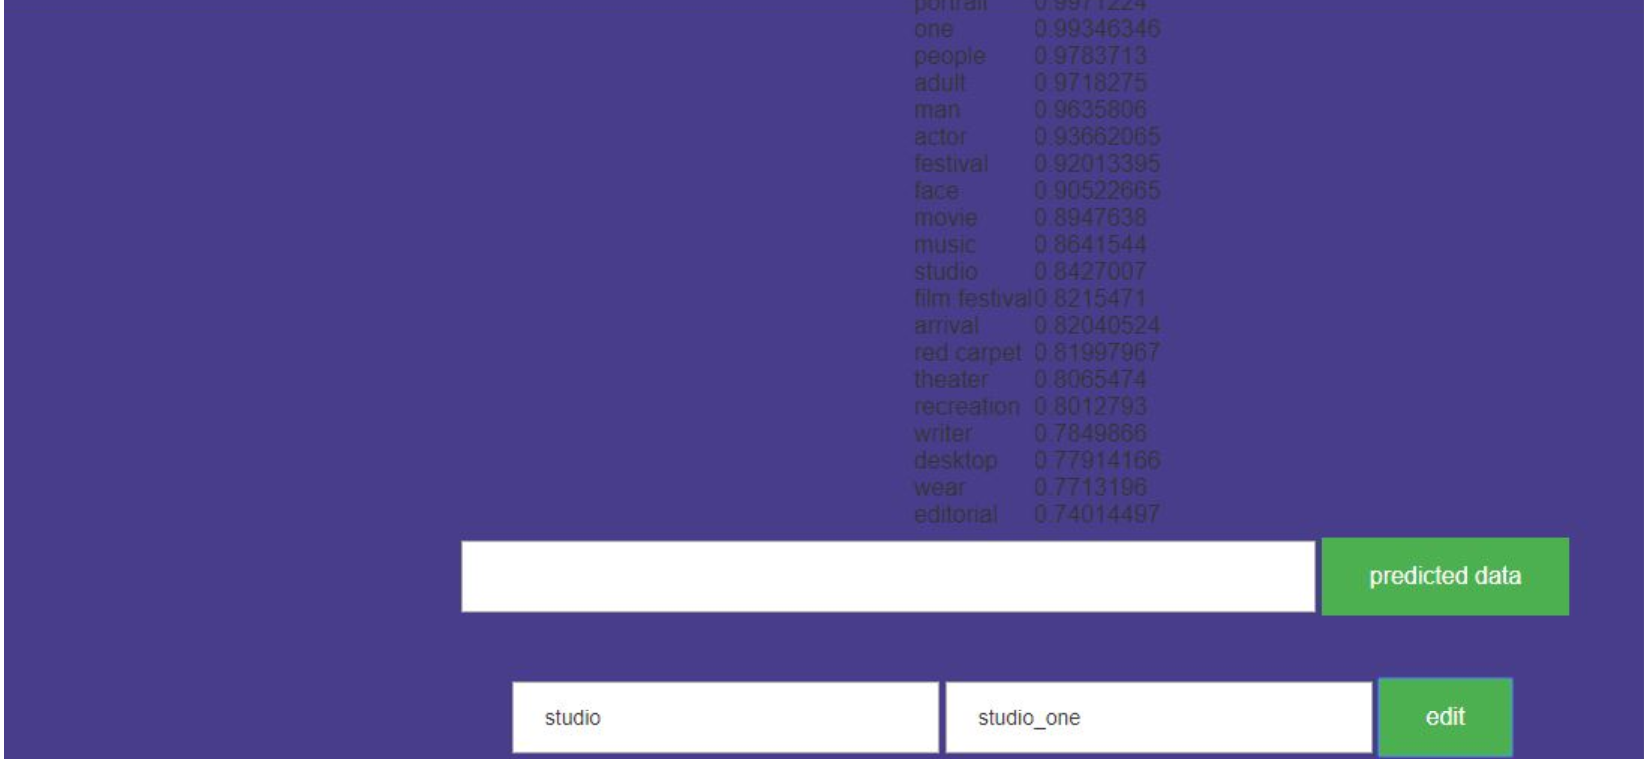 portrait 0.9971224
one 0.99346346
people 0.9783713
adult 0.9718275
man 0.9635806
actor 0.93662065
festival 0.92013395
face 0.90522665
movie 0.8947638
music 0.8641544
studio 0.8427007
film festival 0.8215471
arrival 0.82040524
red carpet 0.81997967
theater 0.8065474
recreation 0.8012793
writer 0.7849866
desktop 0.77914166
wear 0.7713196
editorial 0.74014497
predicted data
studio studio_one edit